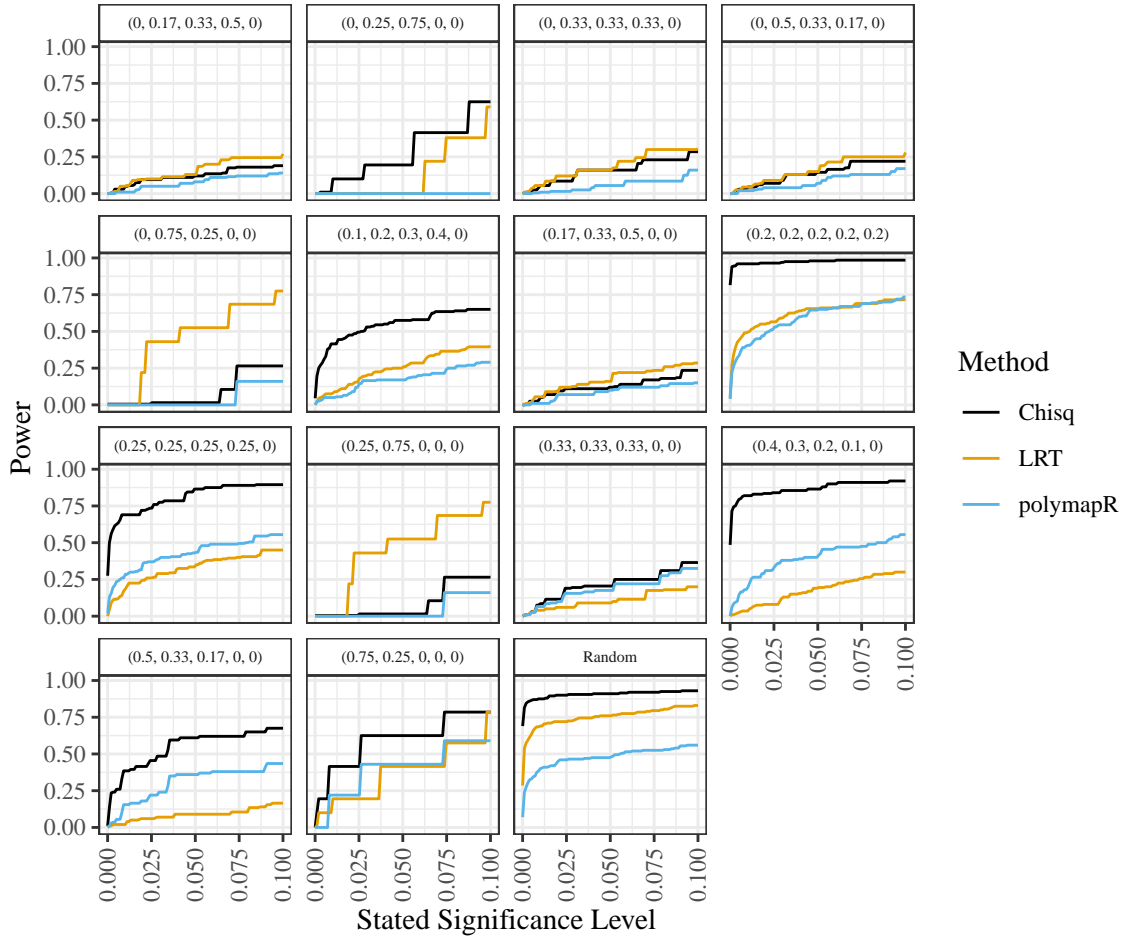 (0, 0.17, 0.33, 0.5, 0) (0, 0.25, 0.75, 0, 0) (0, 0.33, 0.33, 0.33, 0) (0, 0.5, 0.33, 0.17, 0)
1.00
0.75
0.50
0.25
0.00
(0, 0.75, 0.25, 0, 0) (0.1, 0.2, 0.3, 0.4, 0) (0.17, 0.33, 0.5, 0, 0) (0.2, 0.2, 0.2, 0.2, 0.2)
1.00
0.75
0.50
0.25
0.00
(0.25, 0.25, 0.25, 0.25, 0) (0.25, 0.75, 0, 0, 0) (0.33, 0.33, 0.33, 0, 0) (0.4, 0.3, 0.2, 0.1, 0)
1.00
0.75
0.50
0.25
0.00
0.000 0.025 0.050 0.075 0.100
(0.5, 0.33, 0.17, 0, 0) (0.75, 0.25, 0, 0, 0) Random
1.00
0.75
0.50
0.25
0.00
0.000 0.025 0.050 0.075 0.100 0.000 0.025 0.050 0.075 0.100 0.000 0.025 0.050 0.075 0.100
Stated Significance Level
Power
Method
Chisq
LRT
polymapR